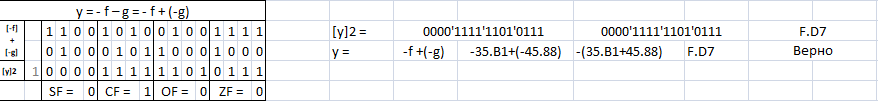 y = - f – g = - f + (-g)
[-f] 1 1 0 0 1 0 1 0 0 1 0 0 1 1 1 1 [y]2 = 0000'1111'1101'0111 0000'1111'1101'0111 F.D7
+
[-g] 0 1 0 0 0 1 0 1 1 0 0 0 1 0 0 0 y = -f +(-g) -35.B1+(-45.88) -(35.B1+45.88) F.D7 Верно
[y]2 1 0 0 0 0 1 1 1 1 1 1 0 1 0 1 1 1
SF = 0 CF = 1 OF = 0 ZF = 0